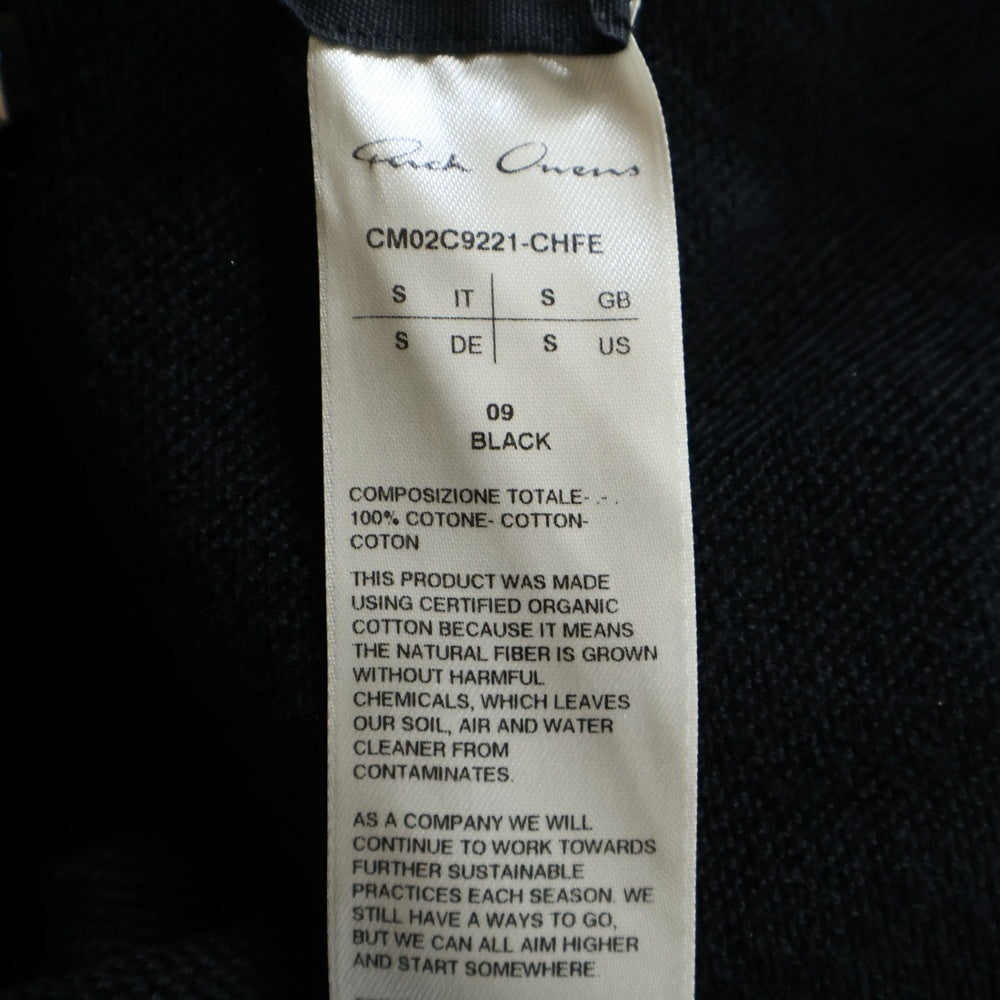 Rick Owens
CM02C9221-CHFE
S IT S GB
S DE S US
09
BLACK
COMPOSIZIONE TOTALE- .- .
100% COTONE- COTTON-
COTON
THIS PRODUCT WAS MADE
USING CERTIFIED ORGANIC
COTTON BECAUSE IT MEANS
THE NATURAL FIBER IS GROWN
WITHOUT HARMFUL
CHEMICALS, WHICH LEAVES
OUR SOIL, AIR AND WATER
CLEANER FROM
CONTAMINATES.
AS A COMPANY WE WILL
CONTINUE TO WORK TOWARDS
FURTHER SUSTAINABLE
PRACTICES EACH SEASON. WE
STILL HAVE A WAYS TO GO,
BUT WE CAN ALL AIM HIGHER
AND START SOMEWHERE.